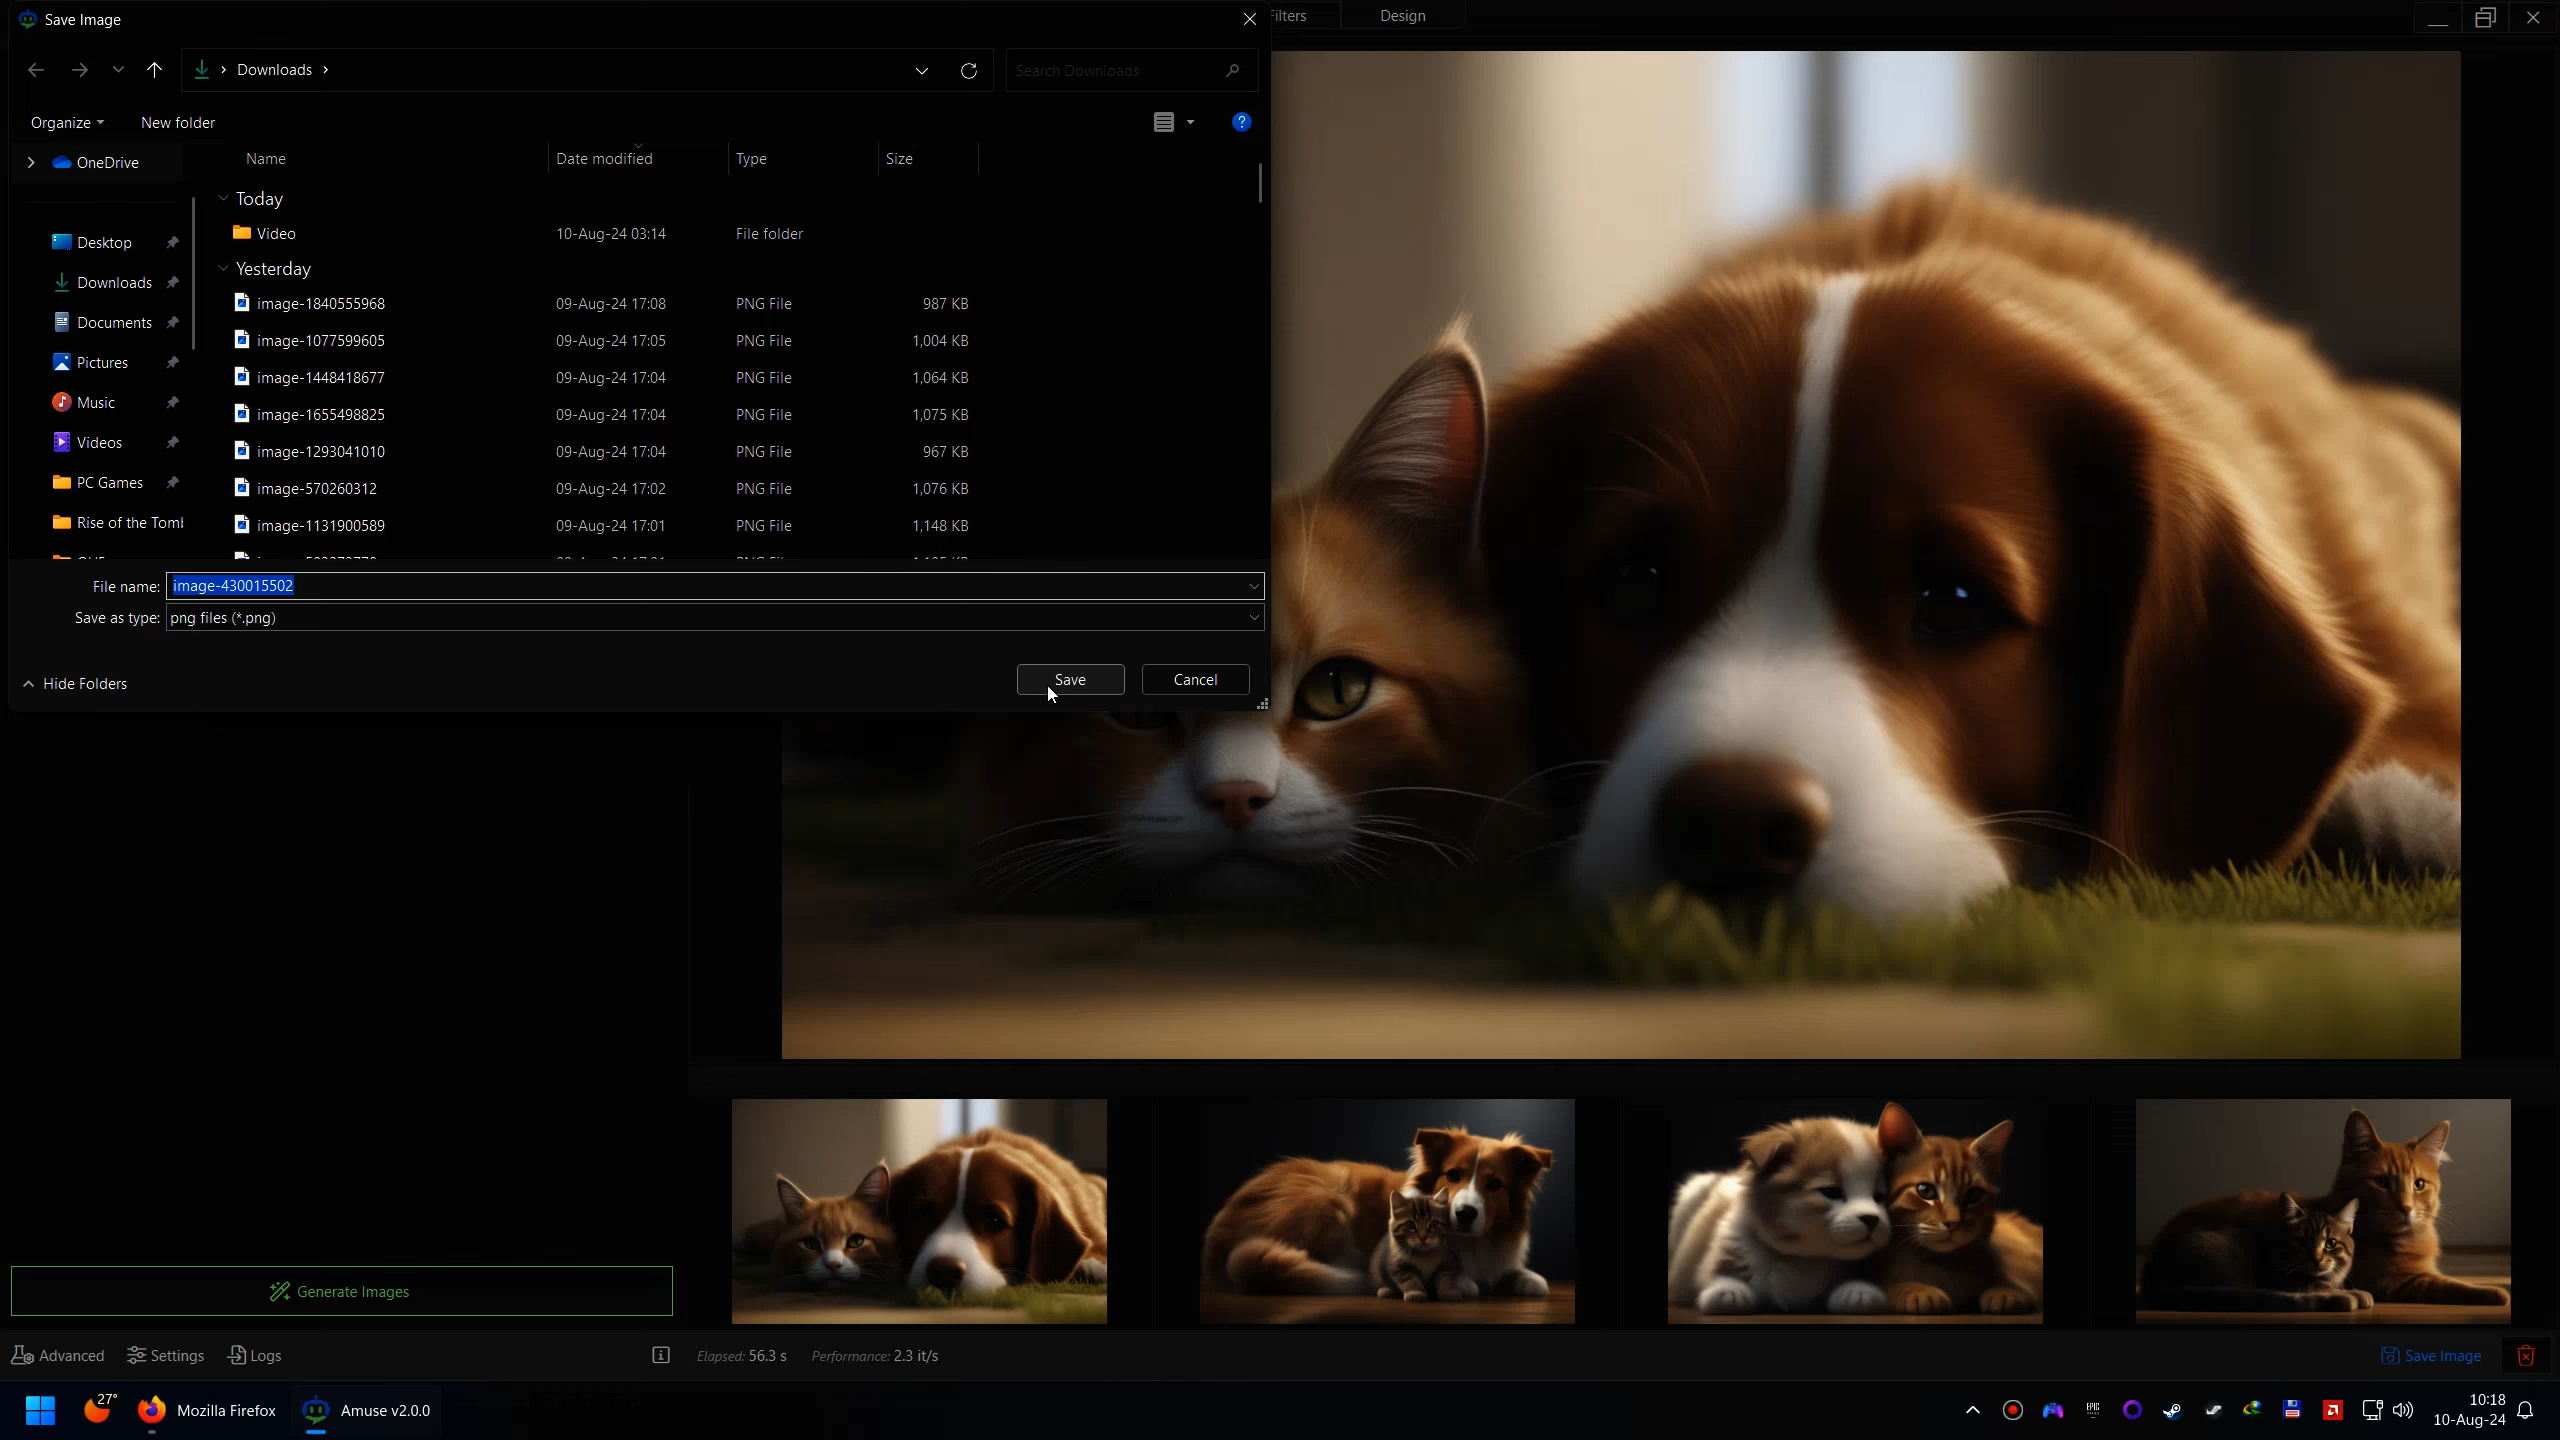 Save Image
Filters
Design
Downloads
Search Downloads
Organize
New folder
OneDrive
Name
Date modified
Type
Size
Today
Video 10-Aug-24 03:14 File folder
Yesterday
image-1840555968 09-Aug-24 17:08 PNG File 987 KB
image-1077599605 09-Aug-24 17:05 PNG File 1,004 KB
image-1448418677 09-Aug-24 17:04 PNG File 1,064 KB
image-1655498825 09-Aug-24 17:04 PNG File 1,075 KB
image-1293041010 09-Aug-24 17:04 PNG File 967 KB
image-570260312 09-Aug-24 17:02 PNG File 1,076 KB
image-1131900589 09-Aug-24 17:01 PNG File 1,148 KB
Desktop
Downloads
Documents
Pictures
Music
Videos
PC Games
Rise of the Tomb
File name: image-430015502
Save as type: png files (*.png)
Hide Folders
Save
Cancel
Generate Images
Advanced
Settings
Logs
Elapsed: 56.3 s
Performance: 2.3 it/s
Save Image
27°
Mozilla Firefox
Amuse v2.0.0
EPIC
10:18
10-Aug-24